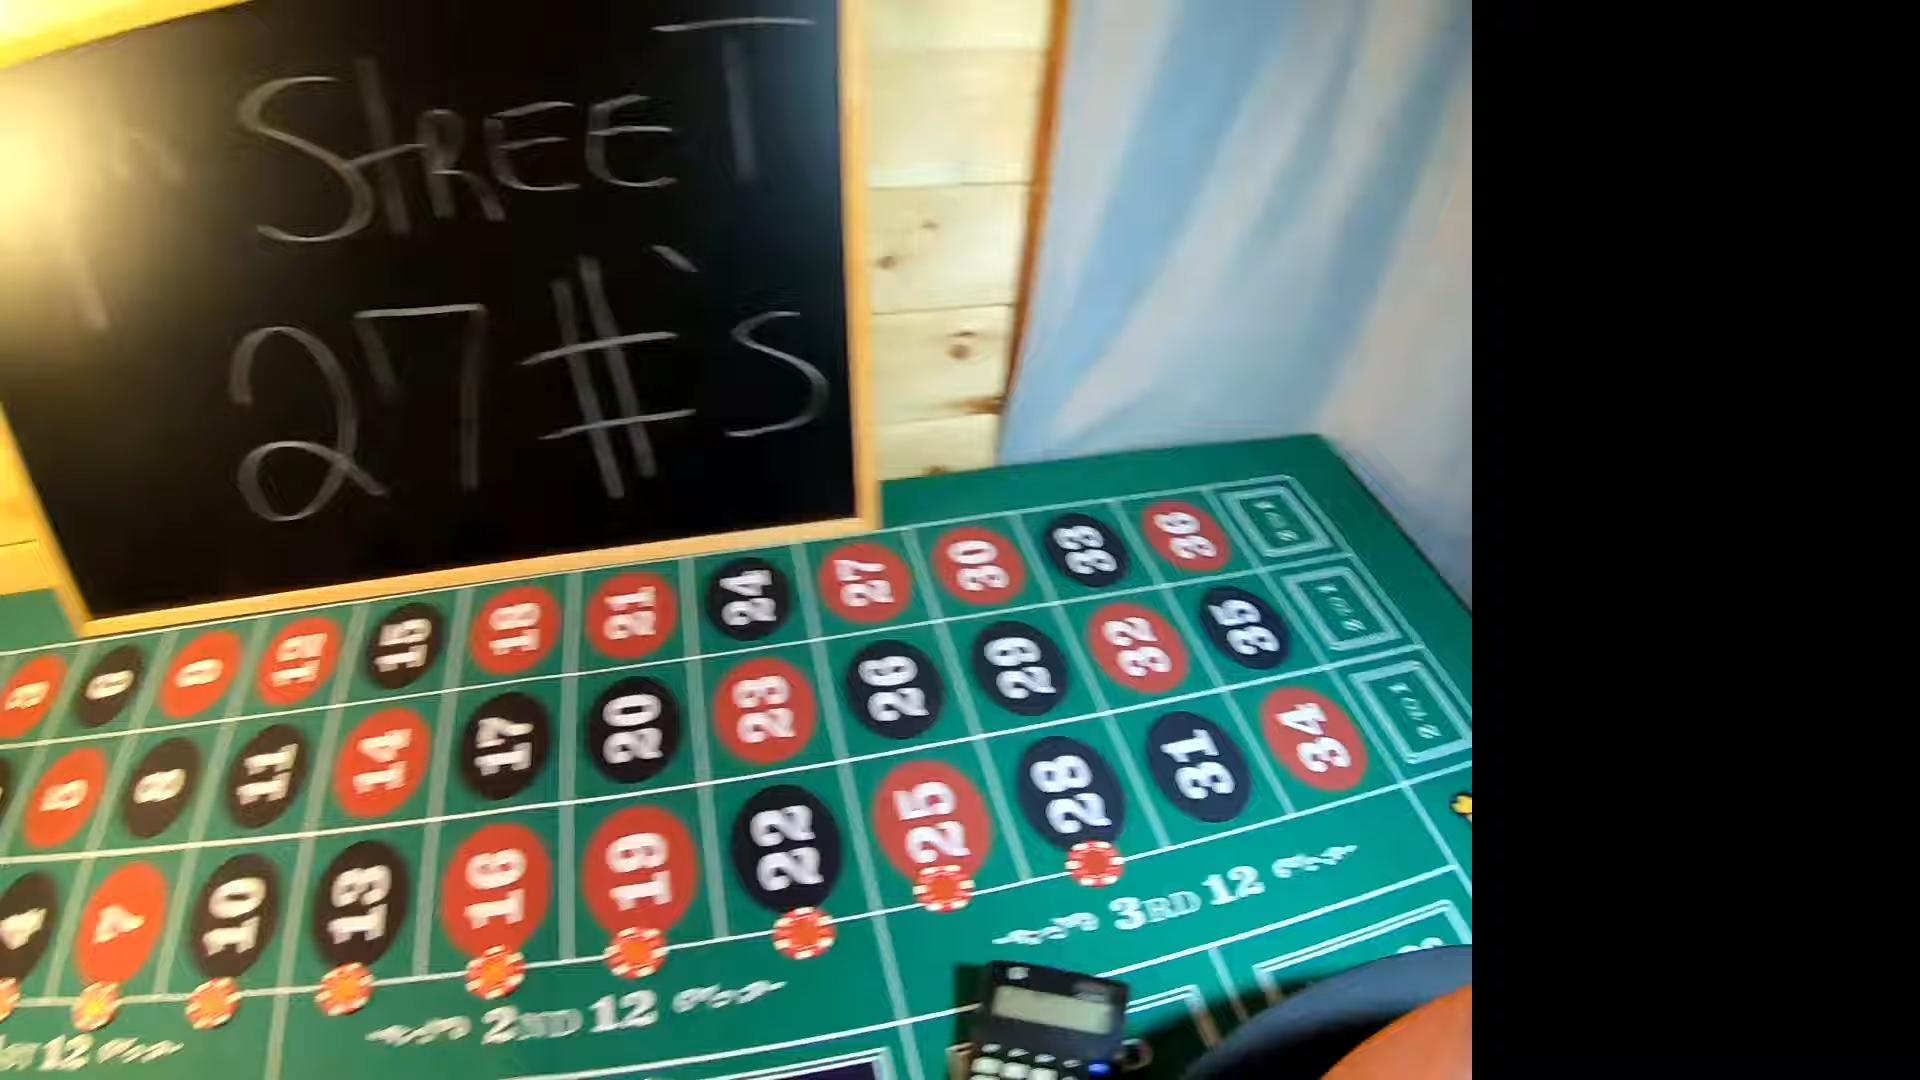 STREET
27 #'S
3 6 9 12 15 18 21 24 27 30 33 36 2 TO 1
5 8 11 14 17 20 23 26 29 32 35 2 TO 1
4 7 10 13 16 19 22 25 28 31 34 2 TO 1
12 2ND 12 3RD 12